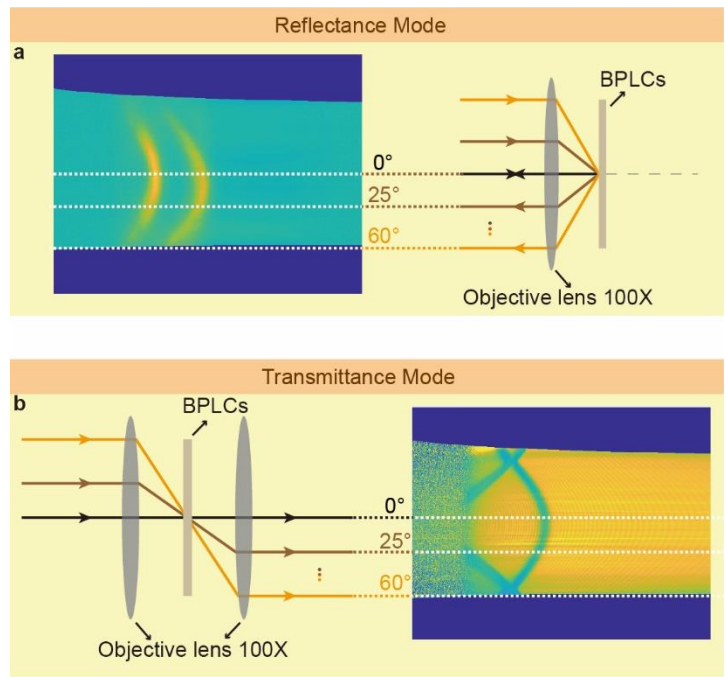 Reflectance Mode
a
BPLCs
0°
25°
60°
Objective lens 100X
Transmittance Mode
b
BPLCs
0°
25°
60°
Objective lens 100X